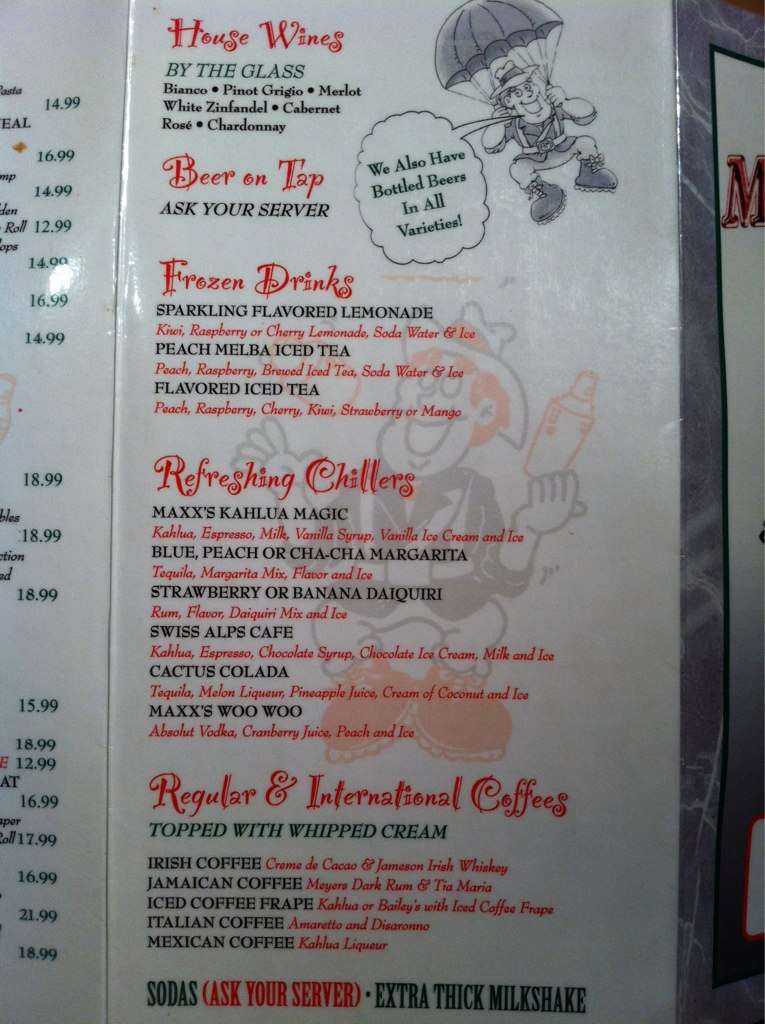 Pasta
14.99
VEAL
16.99
14.99
Roll 12.99
14.99
16.99
14.99
18.99
18.99
18.99
15.99
18.99
12.99
16.99
Roll 17.99
16.99
21.99
18.99
House Wines
BY THE GLASS
Bianco • Pinot Grigio • Merlot
White Zinfandel • Cabernet
Rosé • Chardonnay
We Also Have
Bottled Beers
In All
Varieties!
Beer on Tap
ASK YOUR SERVER
Frozen Drinks
SPARKLING FLAVORED LEMONADE
Kiwi, Raspberry or Cherry Lemonade, Soda Water & Ice
PEACH MELBA ICED TEA
Peach, Raspberry, Brewed Iced Tea, Soda Water & Ice
FLAVORED ICED TEA
Peach, Raspberry, Cherry, Kiwi, Strawberry or Mango
Refreshing Chillers
MAXX'S KAHLUA MAGIC
Kahlua, Espresso, Milk, Vanilla Syrup, Vanilla Ice Cream and Ice
BLUE, PEACH OR CHA-CHA MARGARITA
Tequila, Margarita Mix, Flavor and Ice
STRAWBERRY OR BANANA DAIQUIRI
Rum, Flavor, Daiquiri Mix and Ice
SWISS ALPS CAFE
Kahlua, Espresso, Chocolate Syrup, Chocolate Ice Cream, Milk and Ice
CACTUS COLADA
Tequila, Melon Liqueur, Pineapple Juice, Cream of Coconut and Ice
MAXX'S WOO WOO
Absolut Vodka, Cranberry Juice, Peach and Ice
Regular & International Coffees
TOPPED WITH WHIPPED CREAM
IRISH COFFEE Creme de Cacao & Jameson Irish Whiskey
JAMAICAN COFFEE Meyers Dark Rum & Tia Maria
ICED COFFEE FRAPE Kahlua or Bailey's with Iced Coffee Frape
ITALIAN COFFEE Amaretto and Disaronno
MEXICAN COFFEE Kahlua Liqueur
SODAS (ASK YOUR SERVER) • EXTRA THICK MILKSHAKE
M